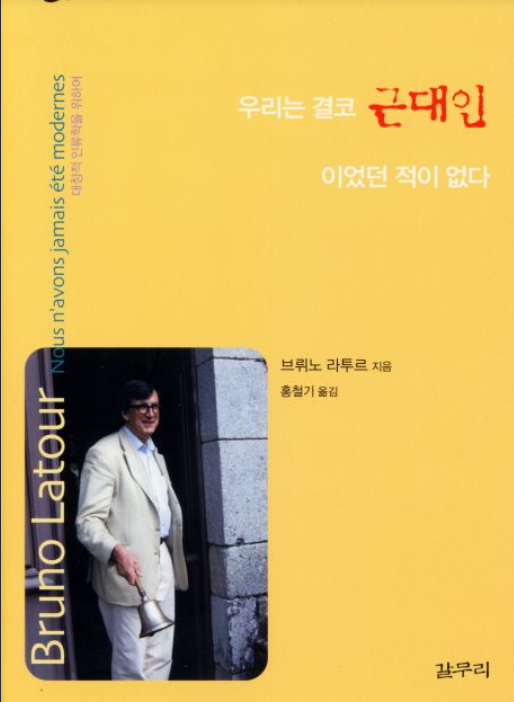 우리는 결코 근대인
이었던 적이 없다
Nous n'avons jamais été modernes
대칭적 인류학을 위하여
Bruno Latour
브뤼노 라투르 지음
홍철기 옮김
갈무리